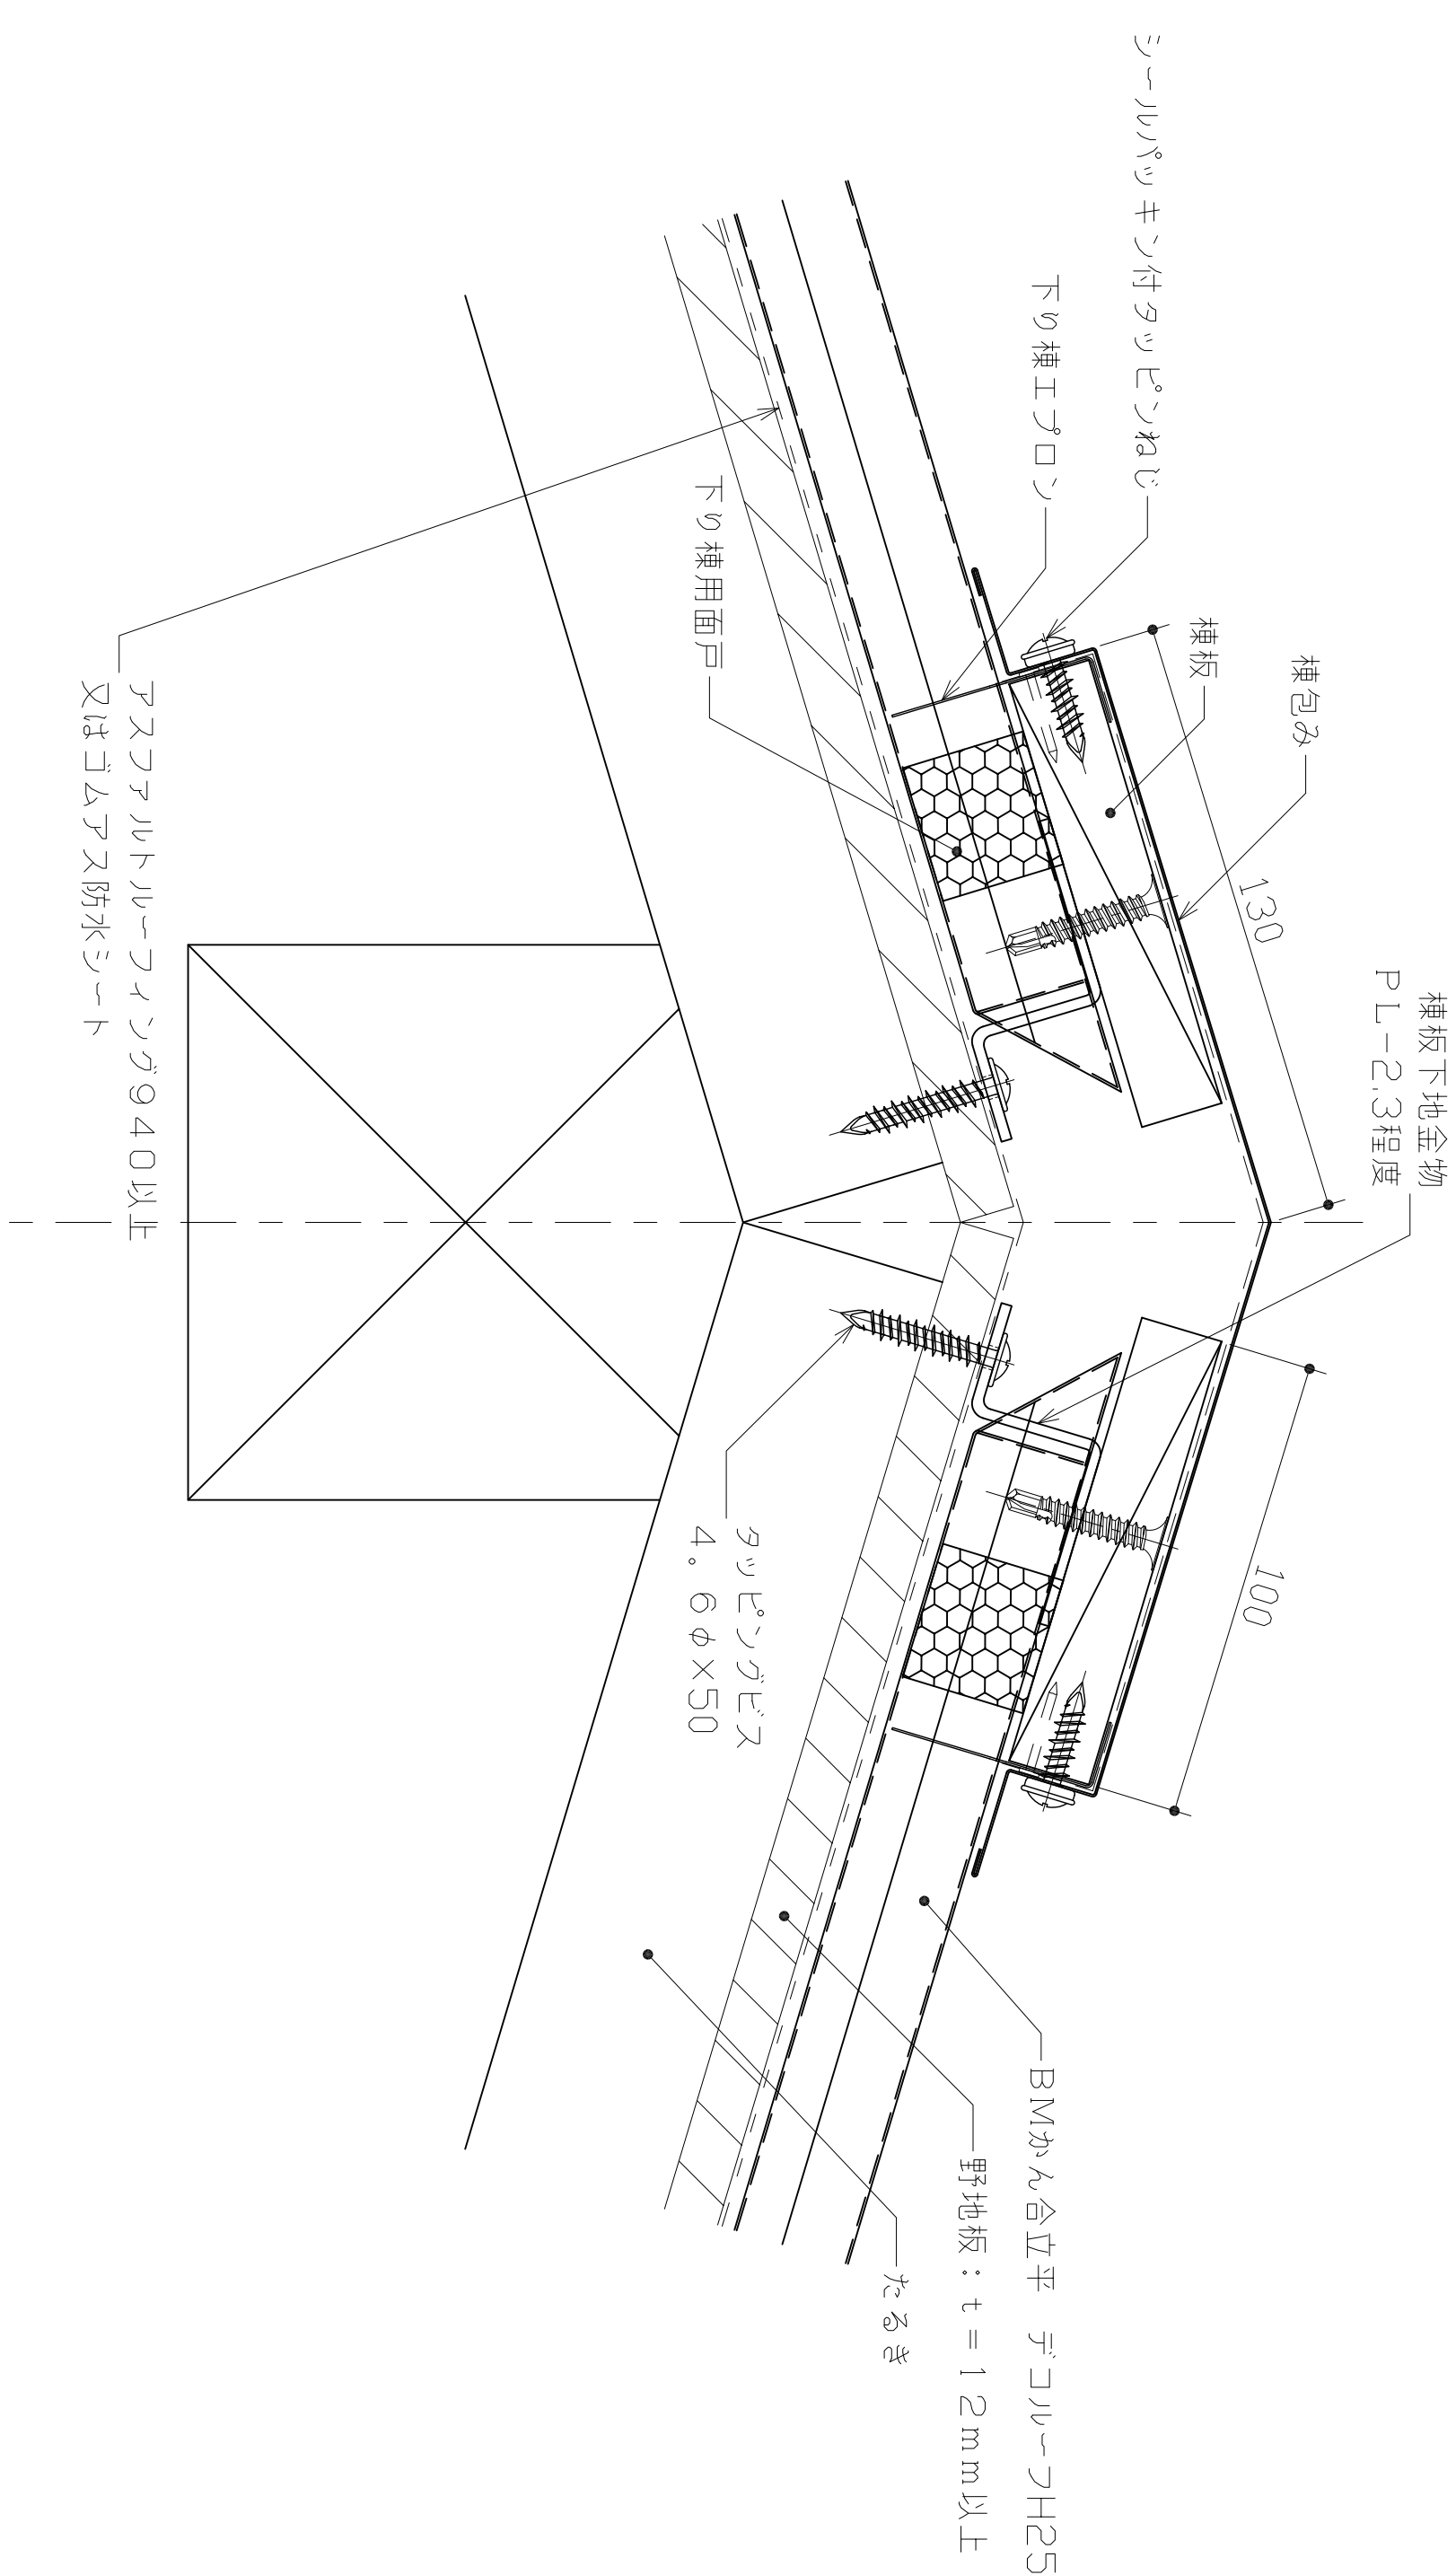 棟板下地金物
PL-2.3程度
130
100
棟包み
棟板
シールパッキン付タッピンねじ
下り棟エプロン
下り棟用面戸
BMかん合立平 デコルーフH25
野地板:t=12mm以上
たるき
タッピングビス
4。6φ×50
アスファルトルーフィング940以上
又はゴムアス防水シート